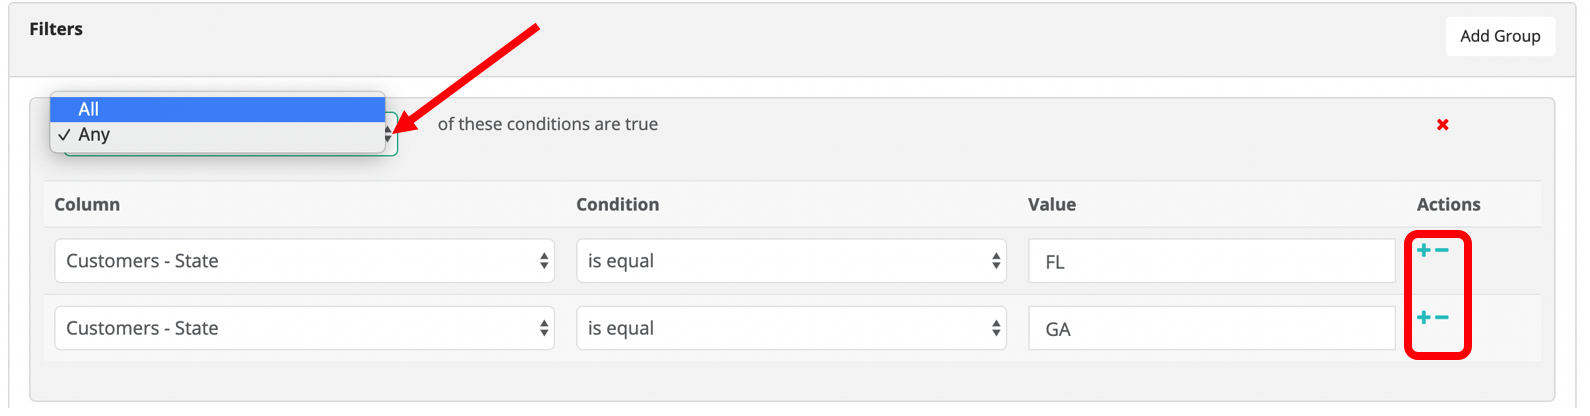 Filters
Add Group
All
✓ Any
of these conditions are true
Column Condition Value Actions
Customers - State is equal FL
Customers - State is equal GA